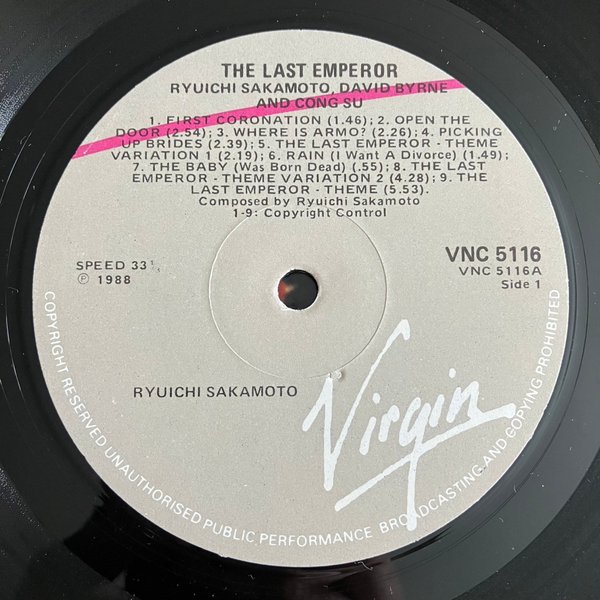 THE LAST EMPEROR
RYUICHI SAKAMOTO, DAVID BYRNE
AND CONG SU
1. FIRST CORONATION (1.46); 2. OPEN THE
DOOR (2.54); 3. WHERE IS ARMO? (2.26); 4. PICKING
UP BRIDES (2.39); 5. THE LAST EMPEROR - THEME
VARIATION 1 (2.19); 6. RAIN (I Want A Divorce) (1.49);
7. THE BABY (Was Born Dead) (.55); 8. THE LAST
EMPEROR - THEME VARIATION 2 (4.28); 9. THE
LAST EMPEROR - THEME (5.53).
Composed by Ryuichi Sakamoto
1-9: Copyright Control
SPEED 33⅓
℗ 1988
VNC 5116
VNC 5116A
Side 1
RYUICHI SAKAMOTO
Virgin
COPYRIGHT RESERVED UNAUTHORISED PUBLIC PERFORMANCE BROADCASTING AND COPYING PROHIBITED